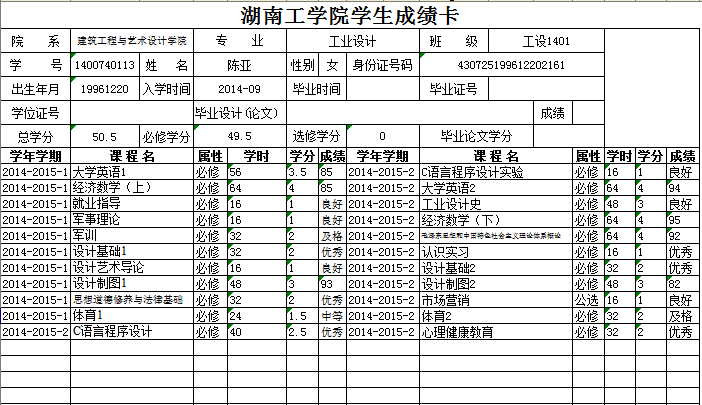 湖南工学院学生成绩卡
院 系 建筑工程与艺术设计学院 专 业 工业设计 班 级 工设1401
学 号 1400740113 姓 名 陈亚 性别 女 身份证号码 430725199612202161
出生年月 19961220 入学时间 2014-09 毕业时间 毕业证号
学位证号 毕业设计(论文) 成绩
总学分 50.5 必修学分 49.5 选修学分 0 毕业论文学分
学年学期 课 程 名 属性 学时 学分 成绩 学年学期 课 程 名 属性 学时 学分 成绩
2014-2015-1 大学英语1 必修 56 3.5 85 2014-2015-2 C语言程序设计实验 必修 16 1 良好
2014-2015-1 经济数学（上） 必修 64 4 85 2014-2015-2 大学英语2 必修 64 4 94
2014-2015-1 就业指导 必修 16 1 良好 2014-2015-2 工业设计史 必修 48 3 良好
2014-2015-1 军事理论 必修 16 1 良好 2014-2015-2 经济数学（下） 必修 64 4 95
2014-2015-1 军训 必修 32 2 及格 2014-2015-2 毛泽东思想和中国特色社会主义理论体系概论 必修 64 4 92
2014-2015-1 设计基础1 必修 32 2 优秀 2014-2015-2 认识实习 必修 16 1 优秀
2014-2015-1 设计艺术导论 必修 16 1 良好 2014-2015-2 设计基础2 必修 32 2 优秀
2014-2015-1 设计制图1 必修 48 3 93 2014-2015-2 设计制图2 必修 48 3 82
2014-2015-1 思想道德修养与法律基础 必修 32 2 优秀 2014-2015-2 市场营销 公选 16 1 良好
2014-2015-1 体育1 必修 24 1.5 中等 2014-2015-2 体育2 必修 32 2 及格
2014-2015-2 C语言程序设计 必修 40 2.5 优秀 2014-2015-2 心理健康教育 必修 32 2 优秀